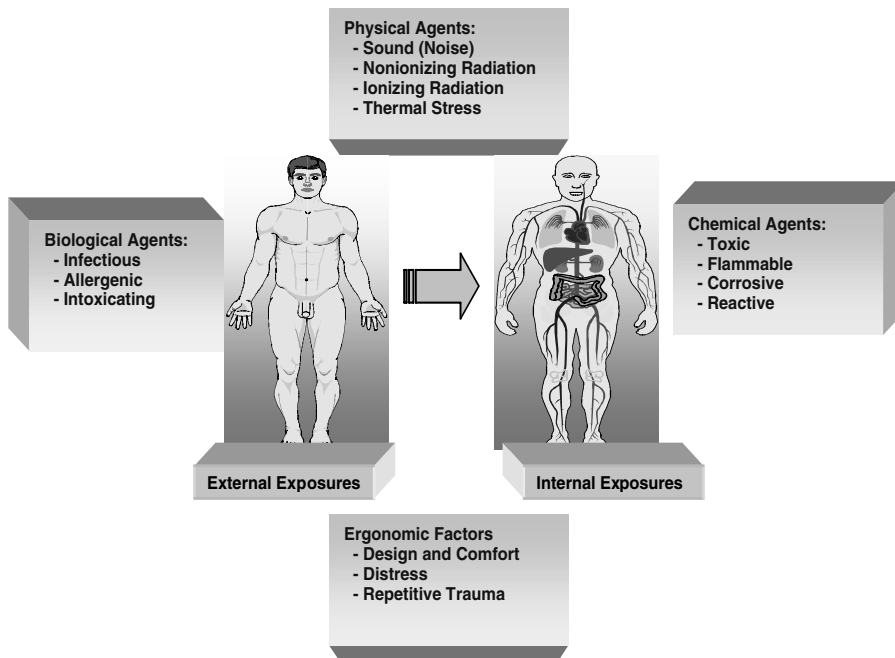 Physical Agents:
- Sound (Noise)
- Nonionizing Radiation
- Ionizing Radiation
- Thermal Stress
Biological Agents:
- Infectious
- Allergenic
- Intoxicating
Chemical Agents:
- Toxic
- Flammable
- Corrosive
- Reactive
External Exposures
Internal Exposures
Ergonomic Factors
- Design and Comfort
- Distress
- Repetitive Trauma